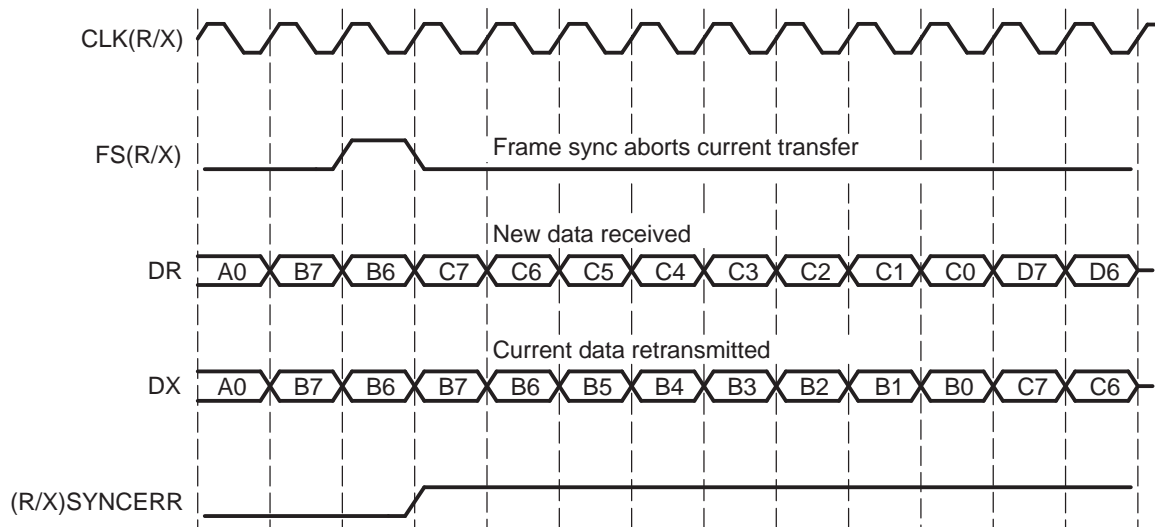 CLK(R/X)
FS(R/X)
Frame sync aborts current transfer
New data received
DR
A0 B7 B6 C7 C6 C5 C4 C3 C2 C1 C0 D7 D6
Current data retransmitted
DX
A0 B7 B6 B7 B6 B5 B4 B3 B2 B1 B0 C7 C6
(R/X)SYNCERR